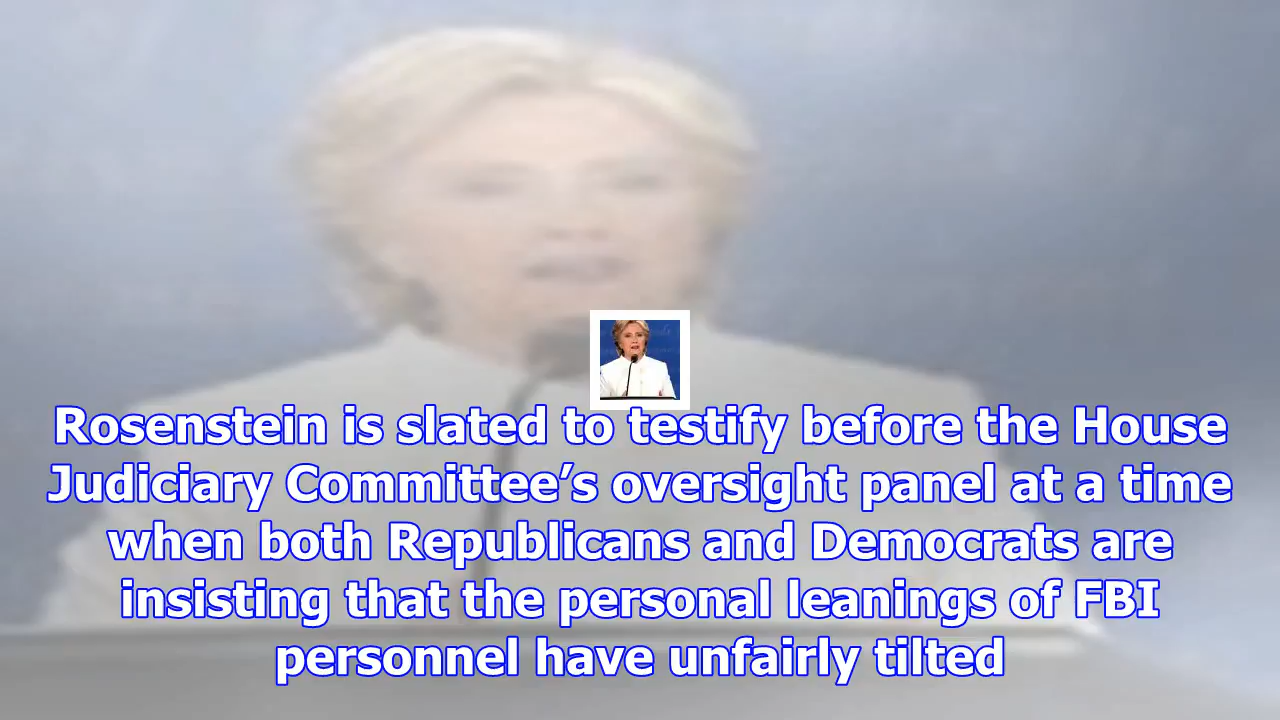 Rosenstein is slated to testify before the House
Judiciary Committee’s oversight panel at a time
when both Republicans and Democrats are
insisting that the personal leanings of FBI
personnel have unfairly tilted